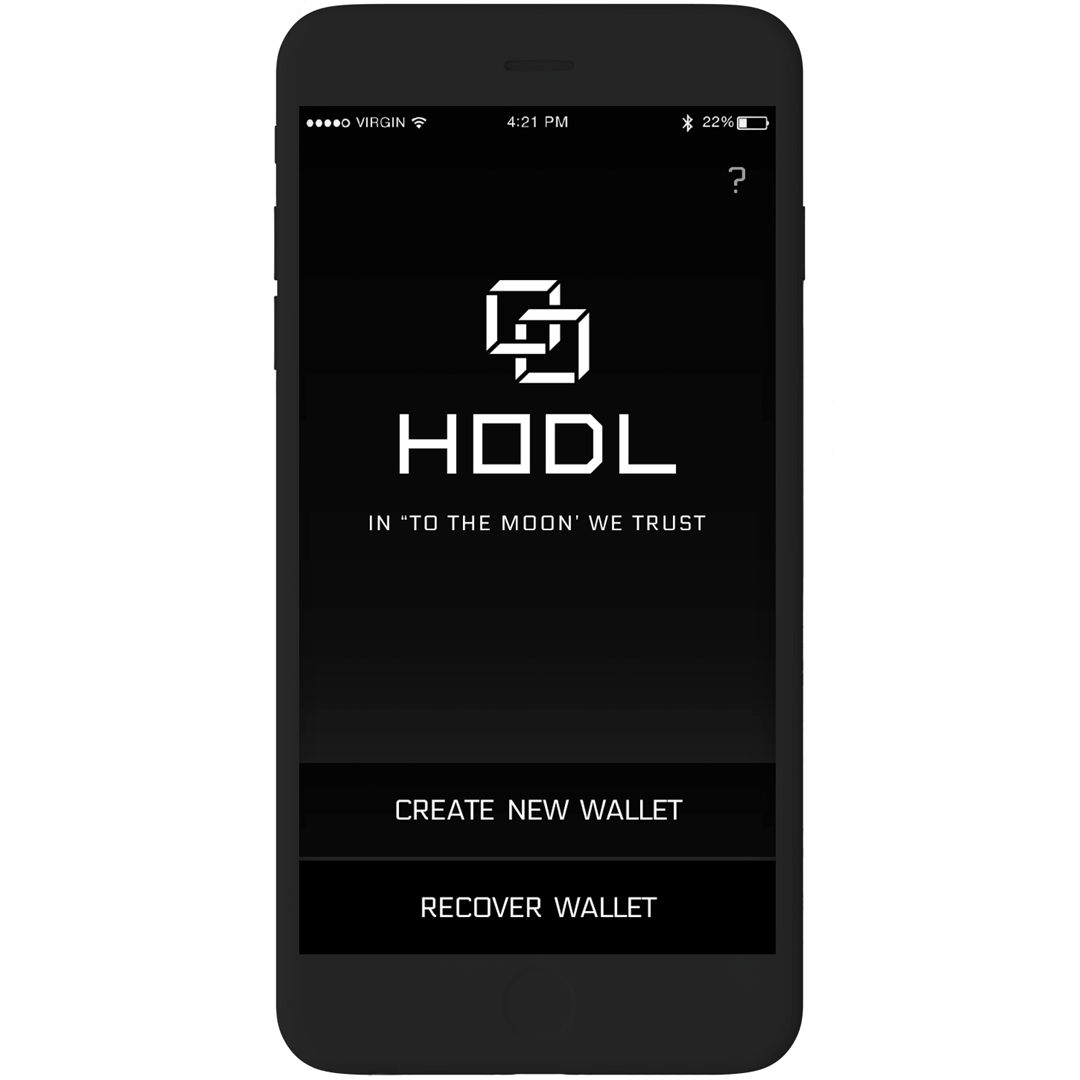 VIRGIN 4:21 PM 22%
?
HODL
IN “TO THE MOON' WE TRUST
CREATE NEW WALLET
RECOVER WALLET